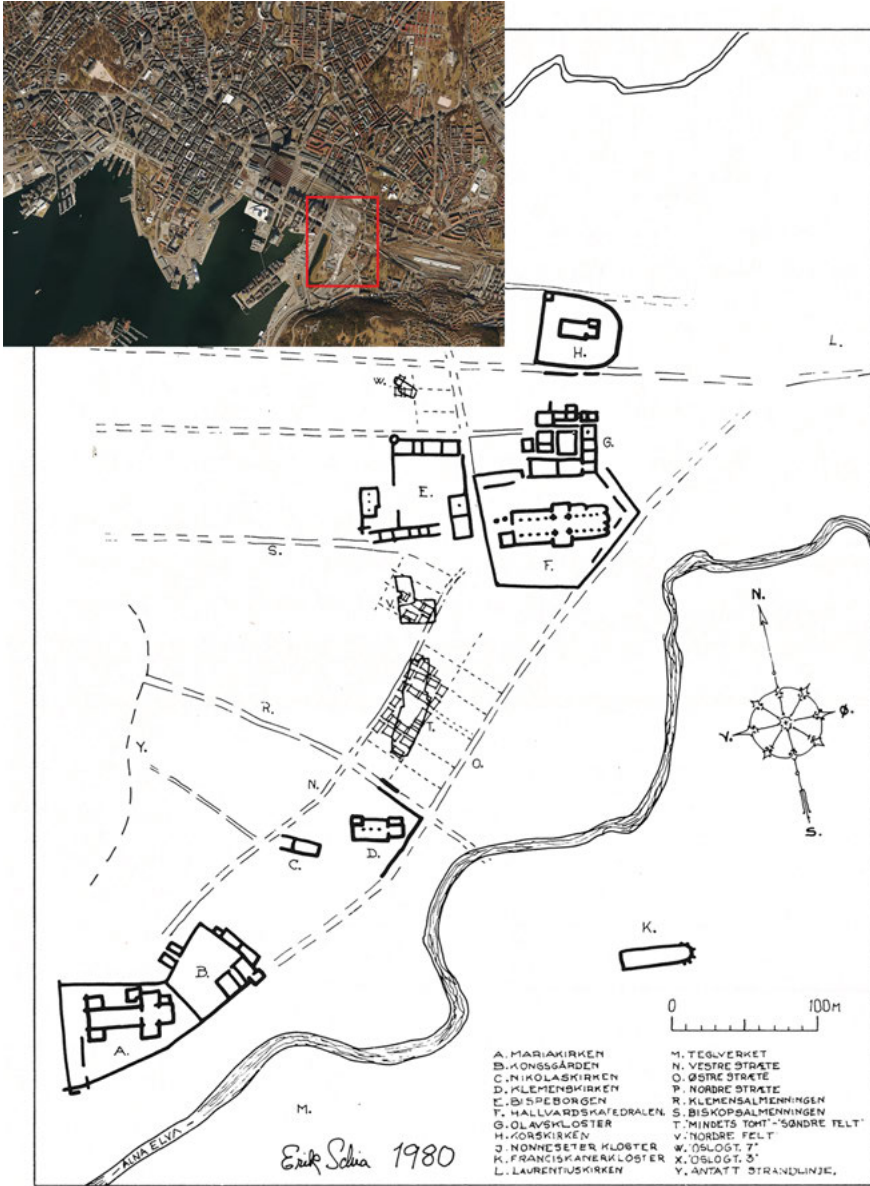 H.
L.
W.
G.
E.
F.
S.
V.
N.
V.
Ø.
S.
R.
T.
Y.
O.
N.
C.
D.
K.
B.
A.
0 100M
M.
ALNA ELVA
Erik Schia 1980
A. MARIAKIRKEN
B. KONGSGÅRDEN
C. NIKOLASKIRKEN
D. KLEMENSKIRKEN
E. BISPEBORGEN
F. HALLVARDSKATEDRALEN.
G. OLAVSKLOSTER
H. KORSKIRKEN
J. NONNESETER KLOSTER
K. FRANCISKANERKLOSTER
L. LAURENTIUSKIRKEN
M. TEGLVERKET
N. VESTRE STRÆTE
O. ØSTRE STRÆTE
P. NORDRE STRÆTE
R. KLEMENSALMENNINGEN
S. BISKOPSALMENNINGEN
T. "MINDETS TOMT"-"SØNDRE FELT"
V. "NORDRE FELT"
W. "OSLOGT. 7"
X. "OSLOGT. 3"
Y. ANTATT STRANDLINJE.